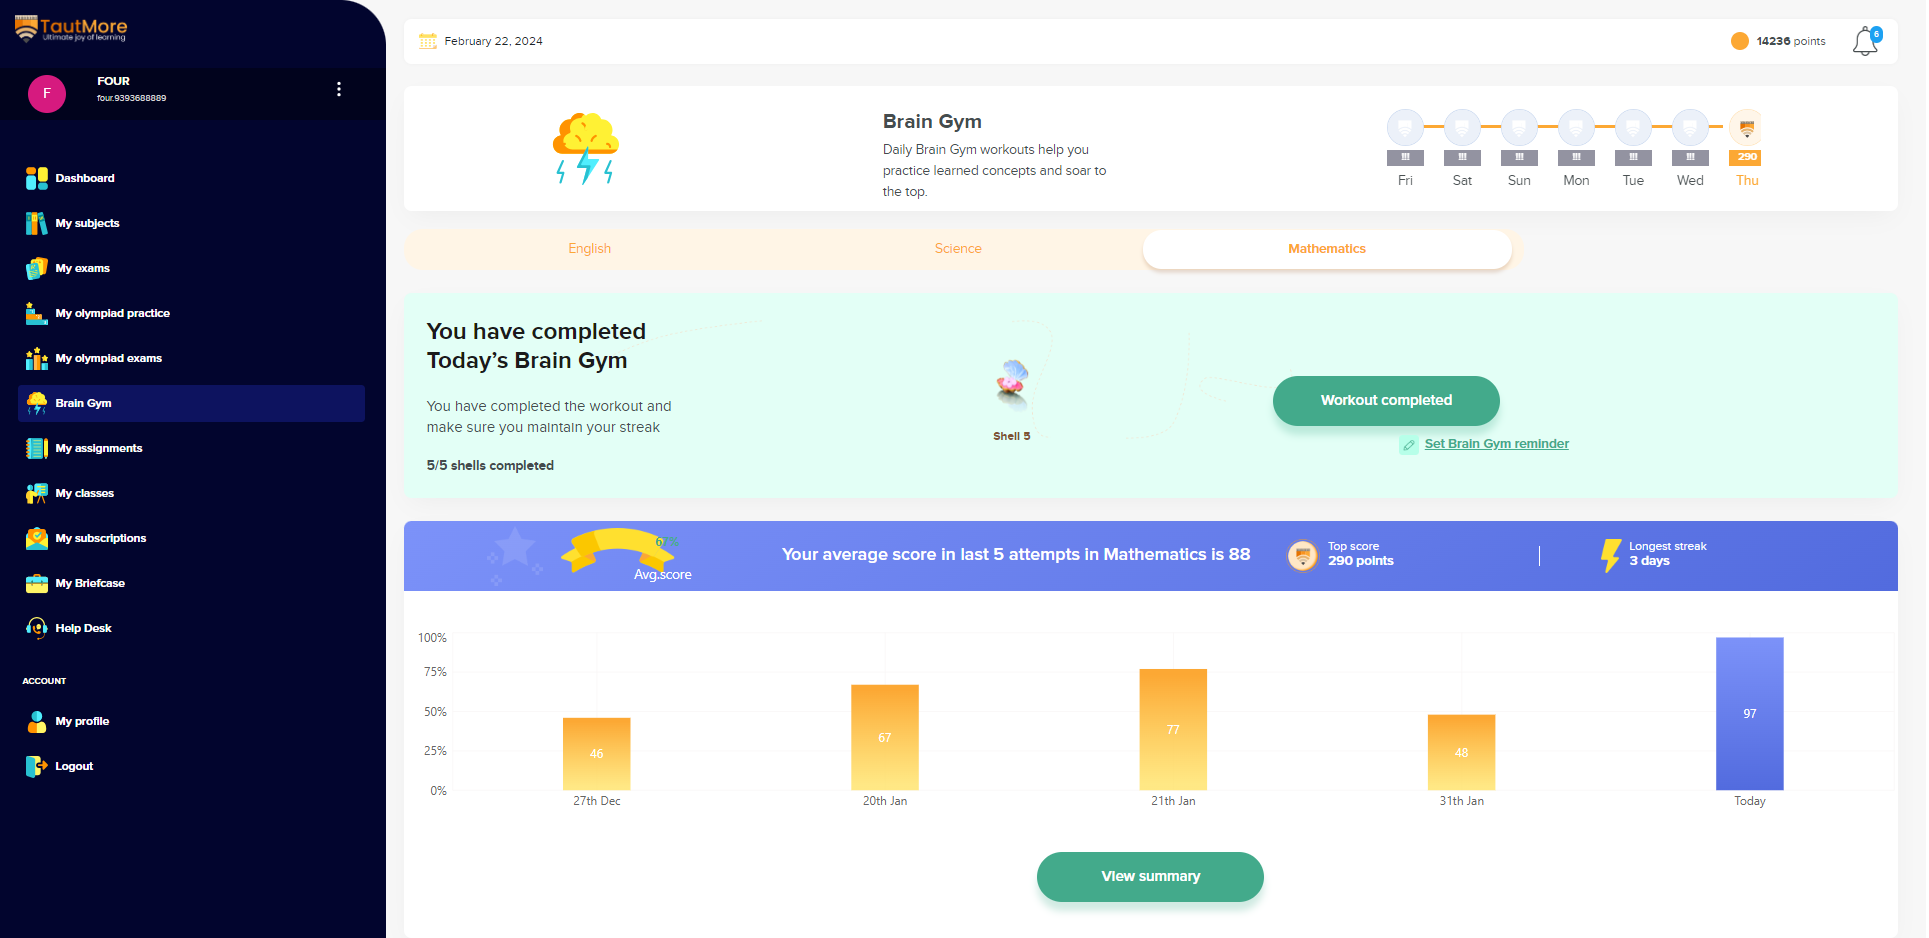 TautMore
Ultimate joy of learning
FOUR
four.9393688889
F
Dashboard
My subjects
My exams
My olympiad practice
My olympiad exams
Brain Gym
My assignments
My classes
My subscriptions
My Briefcase
Help Desk
ACCOUNT
My profile
Logout
February 22, 2024
14236 points
6
Brain Gym
Daily Brain Gym workouts help you
practice learned concepts and soar to
the top.
!!! !!! !!! !!! !!! !!! 290
Fri Sat Sun Mon Tue Wed Thu
English Science Mathematics
You have completed
Today’s Brain Gym
You have completed the workout and
make sure you maintain your streak
5/5 shells completed
Shell 5
Workout completed
Set Brain Gym reminder
Avg.score
Your average score in last 5 attempts in Mathematics is 88
Top score
290 points
Longest streak
3 days
100%
75%
50%
25%
0%
46 67 77 48 97
27th Dec 20th Jan 21th Jan 31th Jan Today
View summary